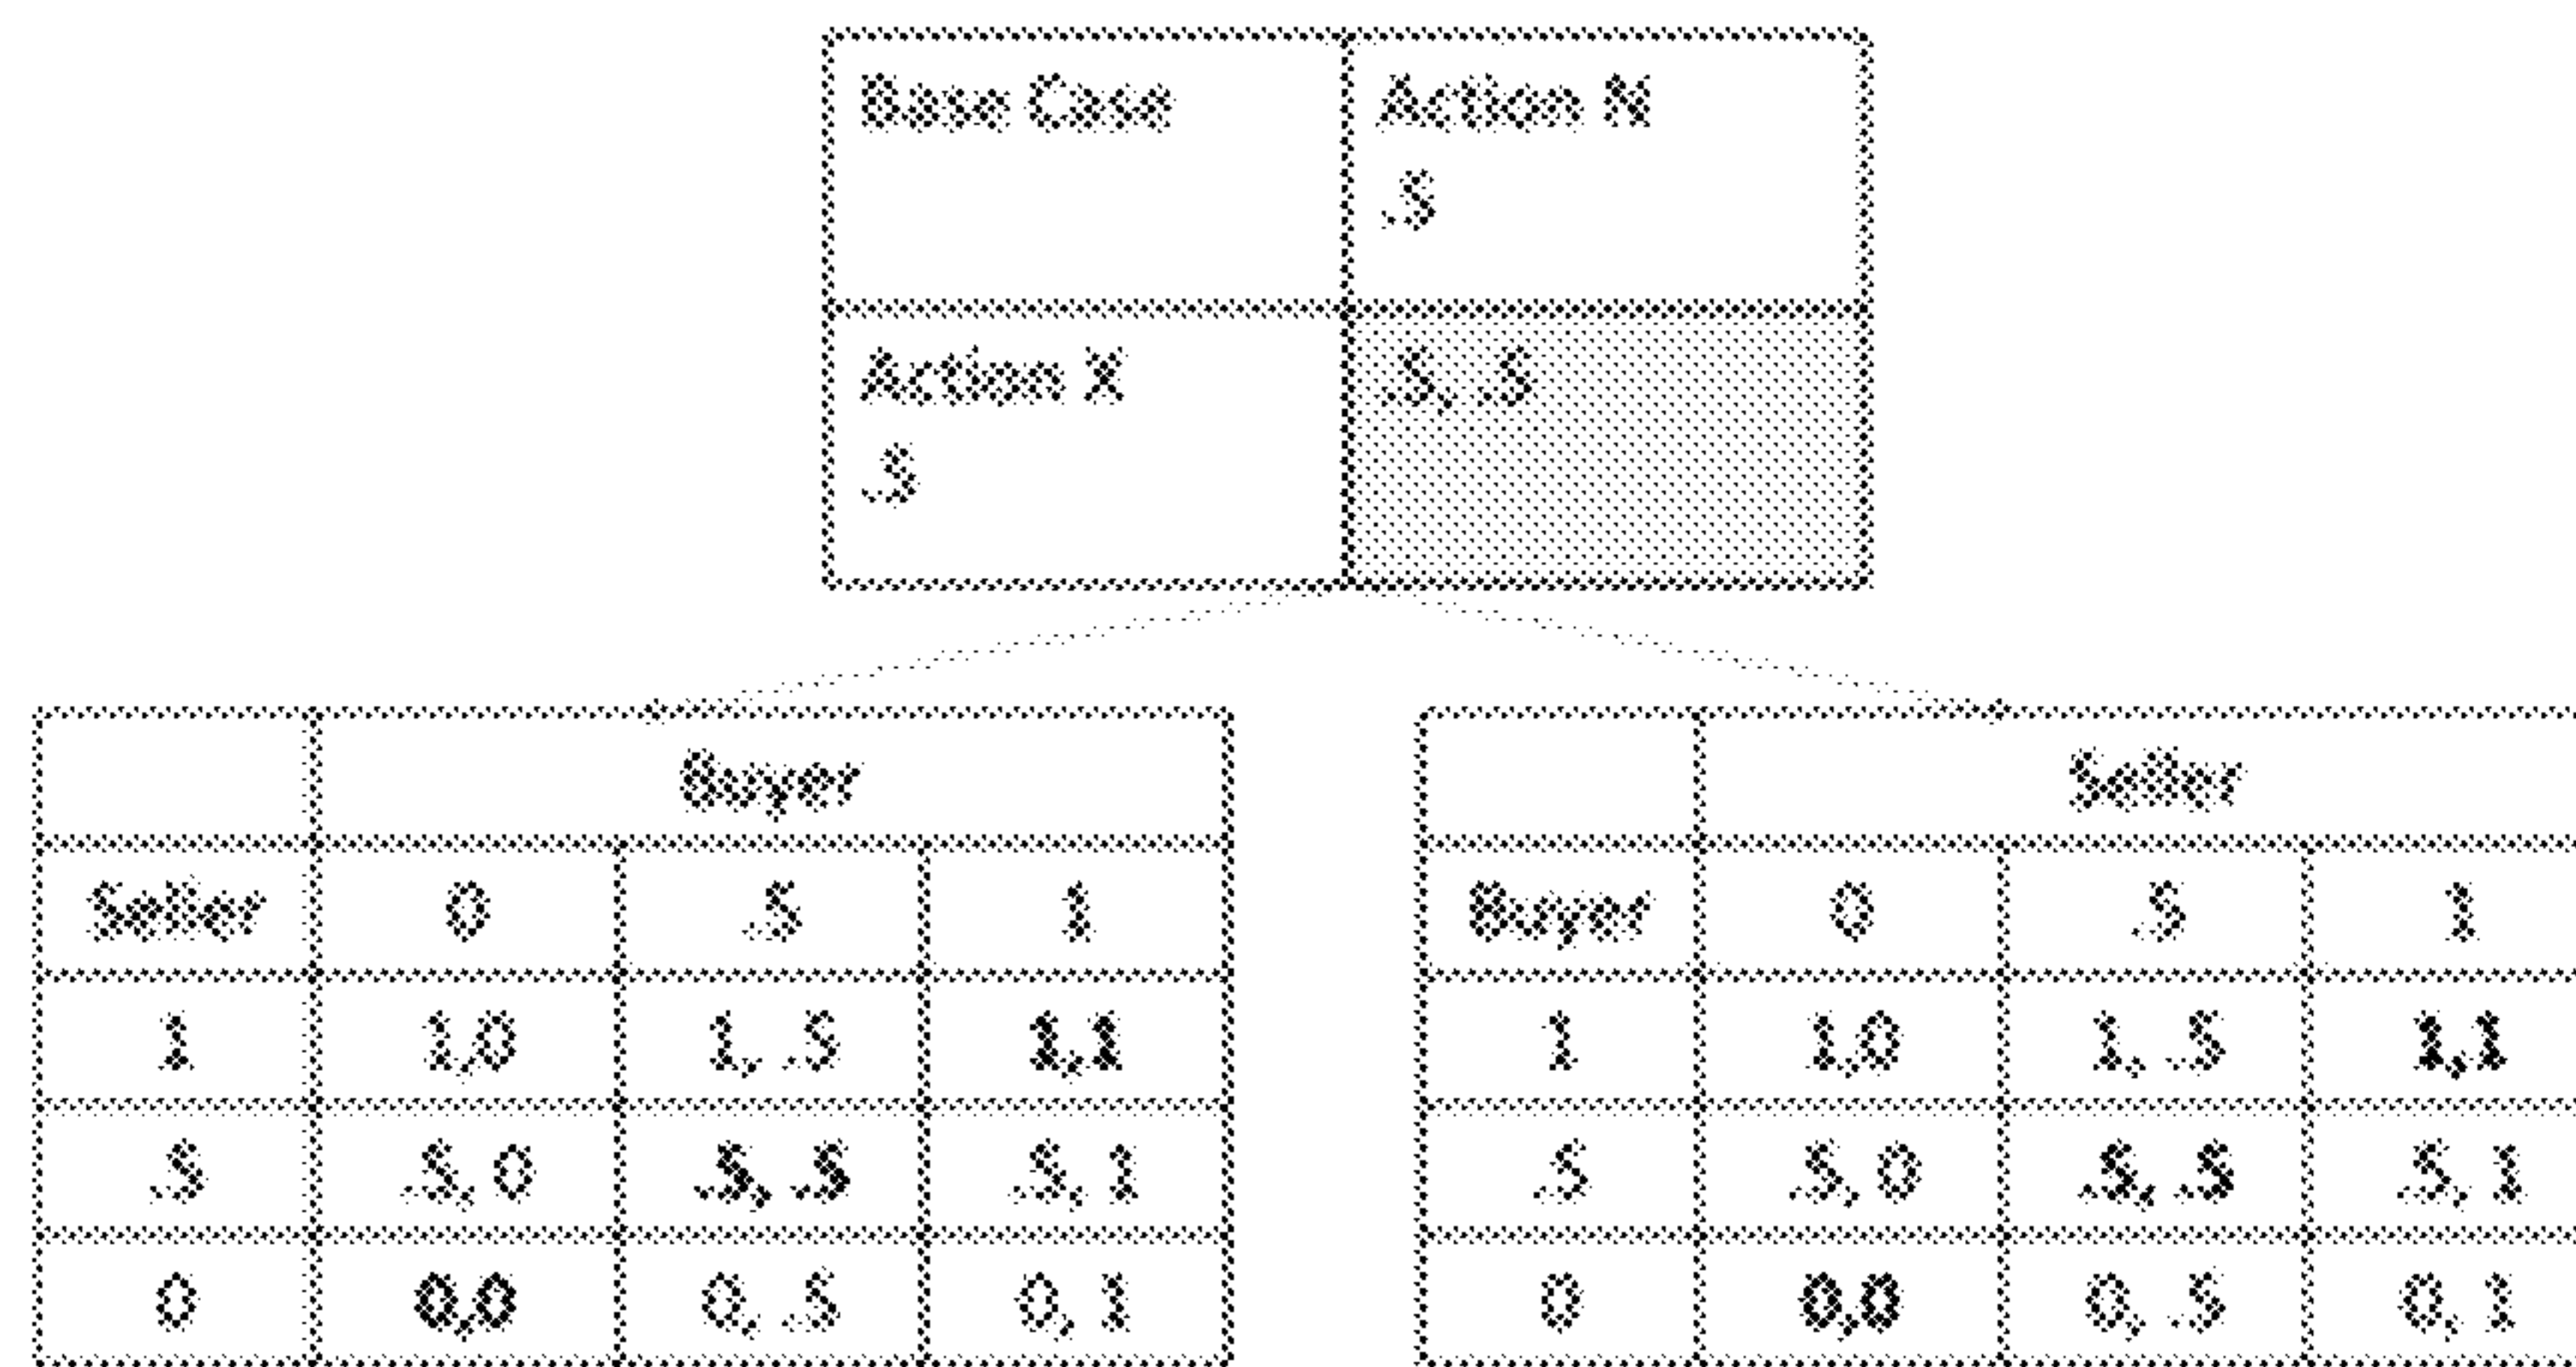 Base Case Action N
.5
Action X .5, .5
.5
Buyer
Seller 0 .5 1
1 1,0 1, .5 1,1
.5 .5, 0 .5, .5 .5, 1
0 0,0 0, .5 0, 1
Seller
Buyer 0 .5 1
1 1,0 1, .5 1,1
.5 .5, 0 .5, .5 .5, 1
0 0,0 0, .5 0, 1